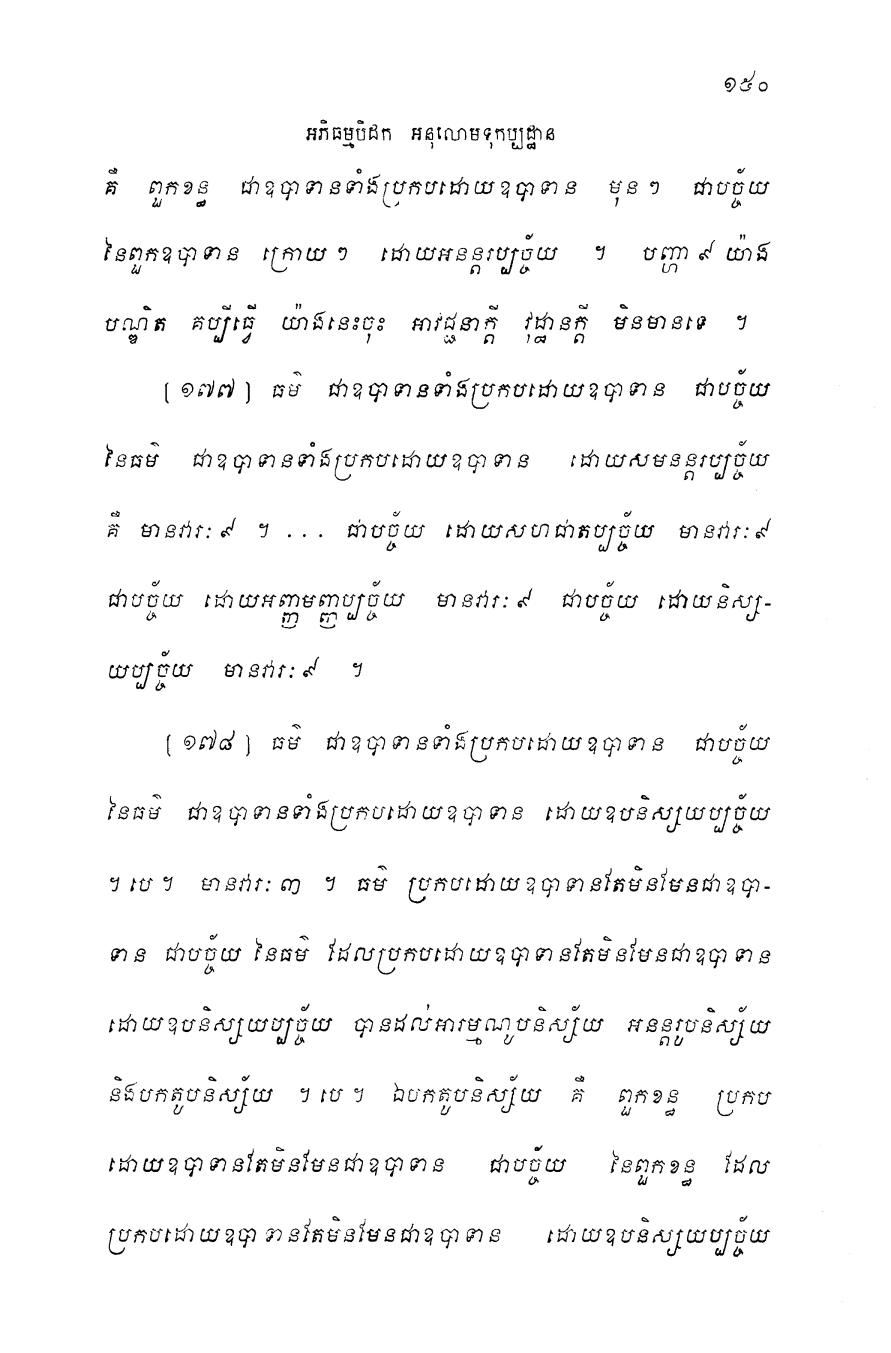 ១៥០
អភិធម្មបិដក អនុលោមទុកប្បដ្ឋាន
គឺ ពួកខន្ធ ជាឧបាទានទាំងប្រកបដោយឧបាទាន មុន ៗ ជាបច្ច័យ
នៃពួកឧបាទាន ក្រោយ ៗ ដោយអនន្តរប្បច្ច័យ ។ បញ្ហា ៩ យ៉ាង
បណ្ឌិត គប្បីធ្វើ យ៉ាងនេះចុះ អាវជ្ជនាក្តី វុដ្ឋានក្តី មិនមានទេ ។
[ ១៧៧ ] ធម៌ ជាឧបាទានទាំងប្រកបដោយឧបាទាន ជាបច្ច័យ
នៃធម៌ ជាឧបាទានទាំងប្រកបដោយឧបាទាន ដោយសមនន្តរប្បច្ច័យ
គឺ មានវារៈ ៩ ។ . . . ជាបច្ច័យ ដោយសហជាតប្បច្ច័យ មានវារៈ ៩
ជាបច្ច័យ ដោយអញ្ញមញ្ញប្បច្ច័យ មានវារៈ ៩ ជាបច្ច័យ ដោយនិស្ស-
យប្បច្ច័យ មានវារៈ ៩ ។
[ ១៧៨ ] ធម៌ ជាឧបាទានទាំងប្រកបដោយឧបាទាន ជាបច្ច័យ
នៃធម៌ ជាឧបាទានទាំងប្រកបដោយឧបាទាន ដោយឧបនិស្សយប្បច្ច័យ
។ បេ ។ មានវារៈ ៣ ។ ធម៌ ប្រកបដោយឧបាទានតែមិនមែនជាឧបា-
ទាន ជាបច្ច័យ នៃធម៌ ដែលប្រកបដោយឧបាទានតែមិនមែនជាឧបាទាន
ដោយឧបនិស្សយប្បច្ច័យ បានដល់អារម្មណូបនិស្ស័យ អនន្តរូបនិស្ស័យ
និងបកតូបនិស្ស័យ ។ បេ ។ ឯបកតូបនិស្ស័យ គឺ ពួកខន្ធ ប្រកប
ដោយឧបាទានតែមិនមែនជាឧបាទាន ជាបច្ច័យ នៃពួកខន្ធ ដែល
ប្រកបដោយឧបាទានតែមិនមែនជាឧបាទាន ដោយឧបនិស្សយប្បច្ច័យ